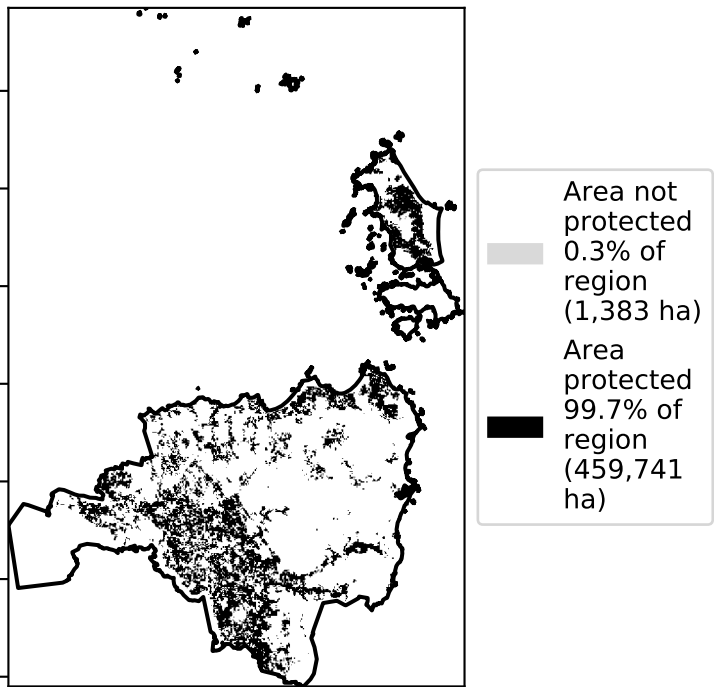 Area not
protected
0.3% of
region
(1,383 ha)
Area
protected
99.7% of
region
(459,741
ha)